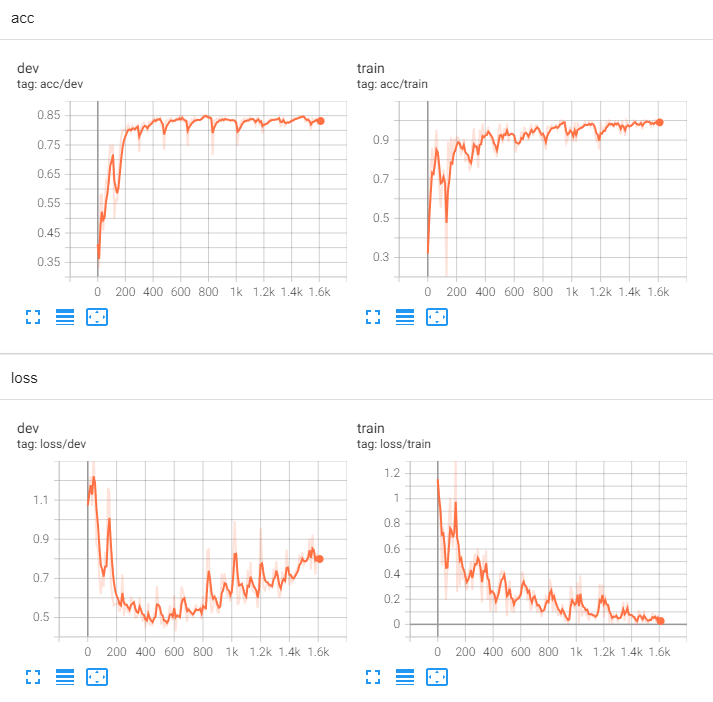 acc
dev
tag: acc/dev
0.85
0.75
0.65
0.55
0.45
0.35
0 200 400 600 800 1k 1.2k 1.4k 1.6k
train
tag: acc/train
0.9
0.7
0.5
0.3
0 200 400 600 800 1k 1.2k 1.4k 1.6k
loss
dev
tag: loss/dev
1.1
0.9
0.7
0.5
0 200 400 600 800 1k 1.2k 1.4k 1.6k
train
tag: loss/train
1.2
1
0.8
0.6
0.4
0.2
0
0 200 400 600 800 1k 1.2k 1.4k 1.6k